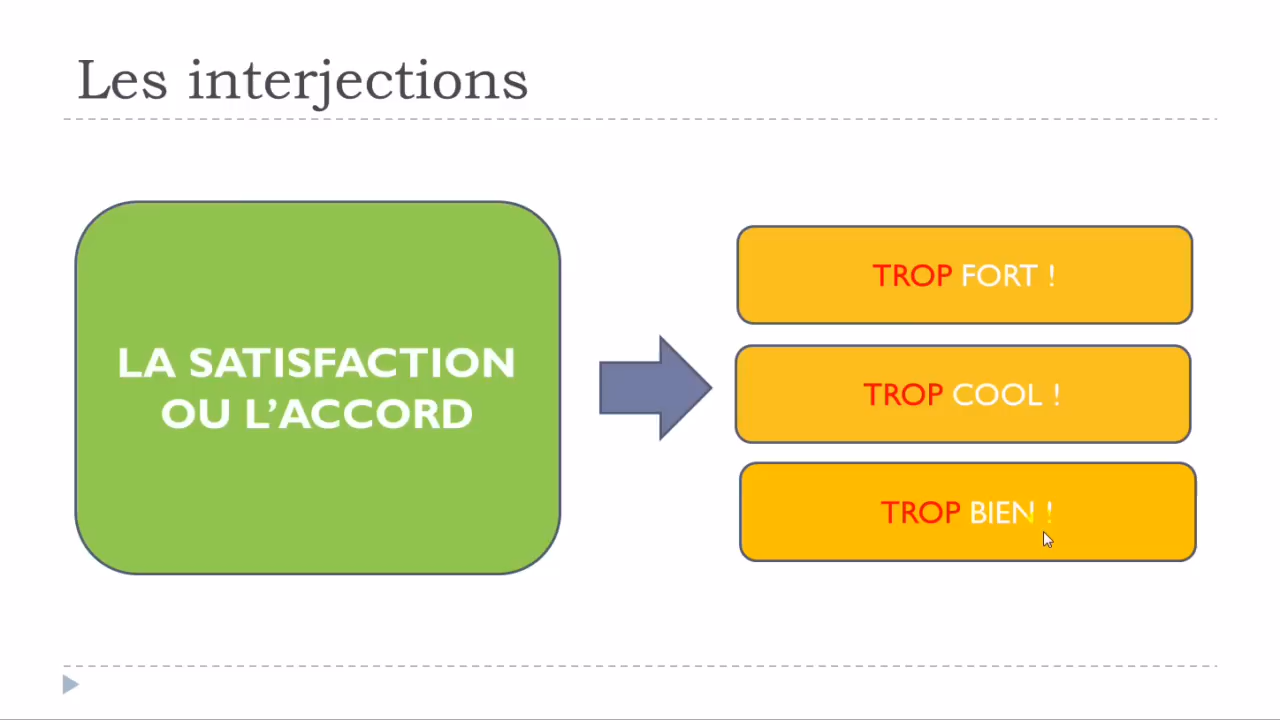 Les interjections
LA SATISFACTION
OU L’ACCORD
TROP FORT !
TROP COOL !
TROP BIEN !